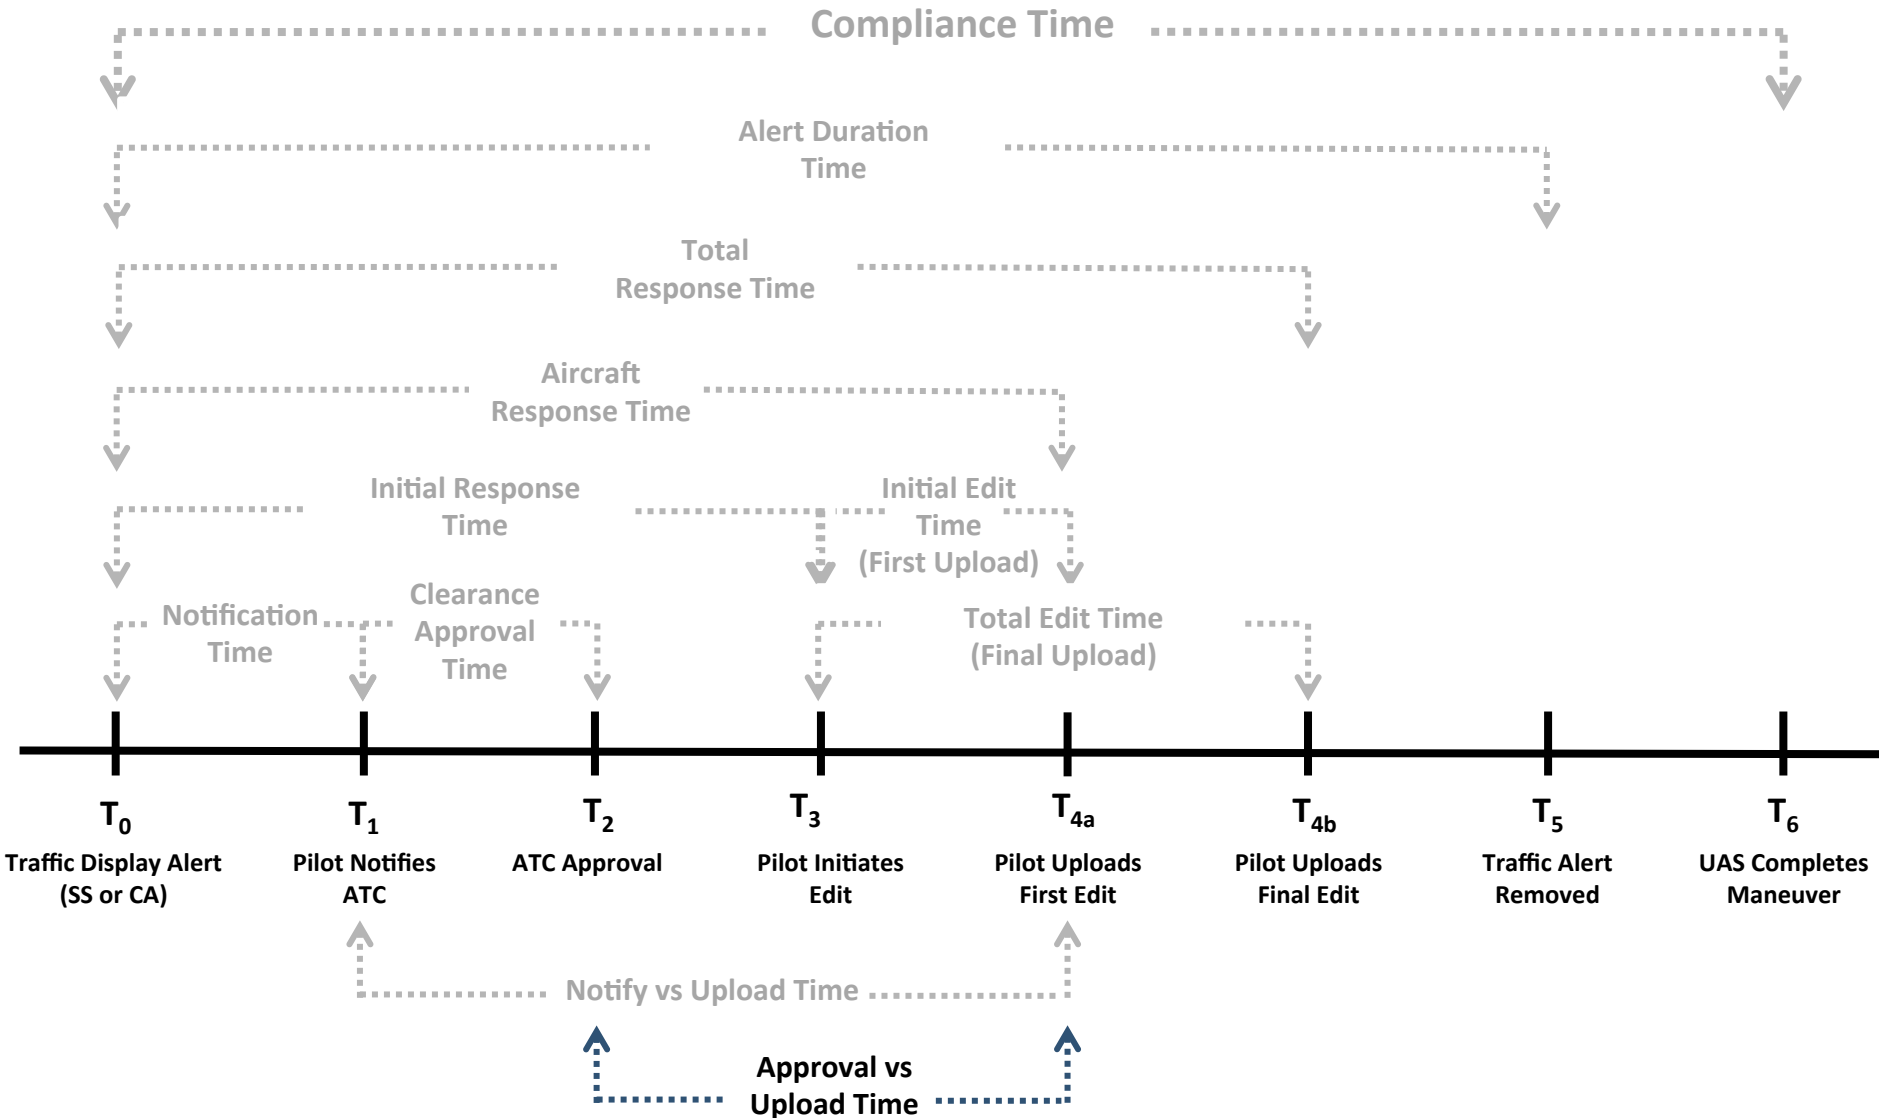 Compliance Time
Alert Duration
Time
Total
Response Time
Aircraft
Response Time
Initial Response
Time
Initial Edit
Time
(First Upload)
Notification
Time
Clearance
Approval
Time
Total Edit Time
(Final Upload)
T0
T1
T2
T3
T4a
T4b
T5
T6
Traffic Display Alert
(SS or CA)
Pilot Notifies
ATC
ATC Approval
Pilot Initiates
Edit
Pilot Uploads
First Edit
Pilot Uploads
Final Edit
Traffic Alert
Removed
UAS Completes
Maneuver
Notify vs Upload Time
Approval vs
Upload Time